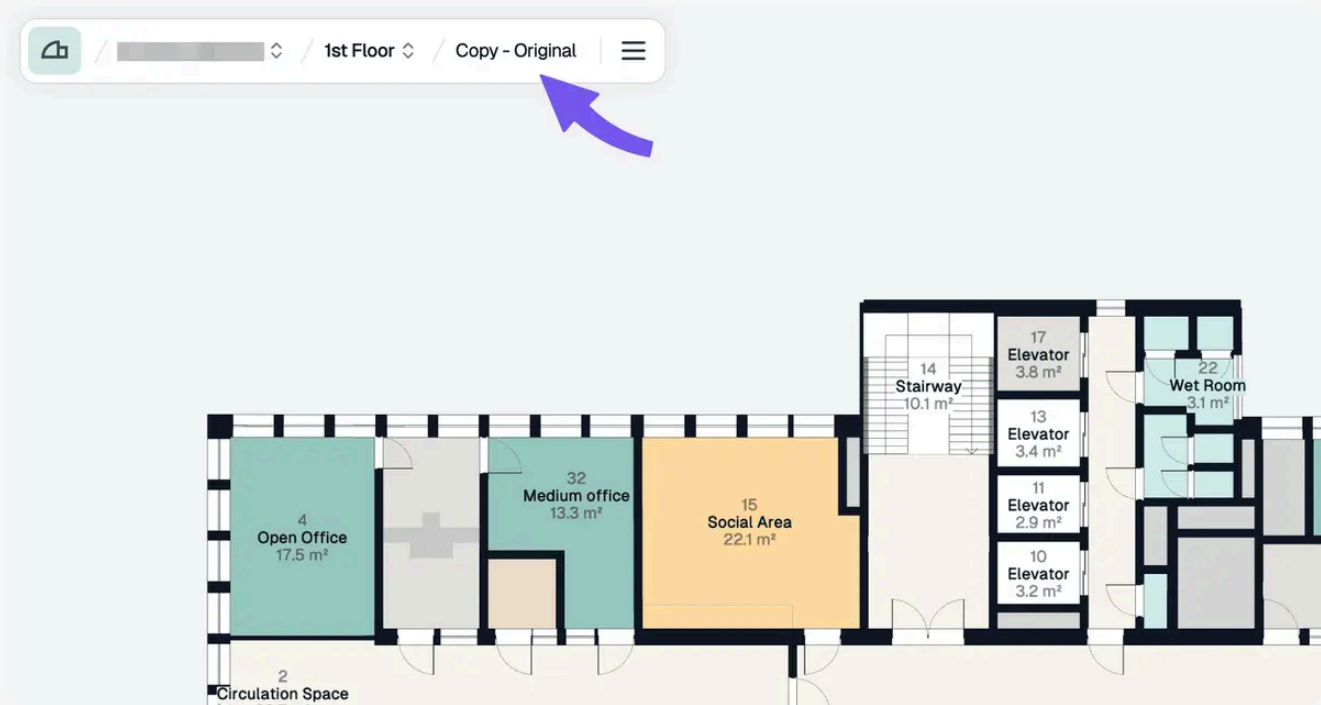 1st Floor
Copy - Original
17
Elevator
3.8 m²
14
Stairway
10.1 m²
22
Wet Room
3.1 m²
13
Elevator
3.4 m²
32
Medium office
13.3 m²
15
Social Area
22.1 m²
11
Elevator
2.9 m²
4
Open Office
17.5 m²
10
Elevator
3.2 m²
2
Circulation Space